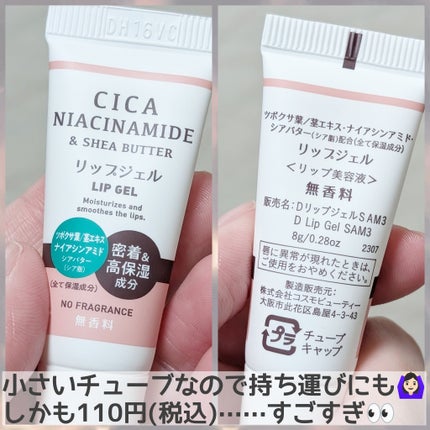 DH16VC
CICA
NIACINAMIDE
& SHEA BUTTER
リップジェル
LIP GEL
Moisturizes and
smoothes the lips.
ツボクサ葉/茎エキス
ナイアシンアミド
シアバター
(シア脂)
密着&
高保湿
成分
(全て保湿成分)
NO FRAGRANCE
無香料
ツボクサ葉/茎エキス・ナイアシンアミド・
シアバター(シア脂)配合(全て保湿成分)
リップジェル
<リップ美容液>
無香料
販売名:DリップジェルSAM3
D Lip Gel SAM3
8g/0.28oz
2307
唇に異常が現れたときは、
ご使用をおやめください。
製造販売元:
株式会社コスモビューティー
大阪市此花区島屋4-3-43
プラ
チューブ
キャップ
小さいチューブなので持ち運びにも🙆🏻‍♀️
しかも110円(税込)……すごすぎ👀